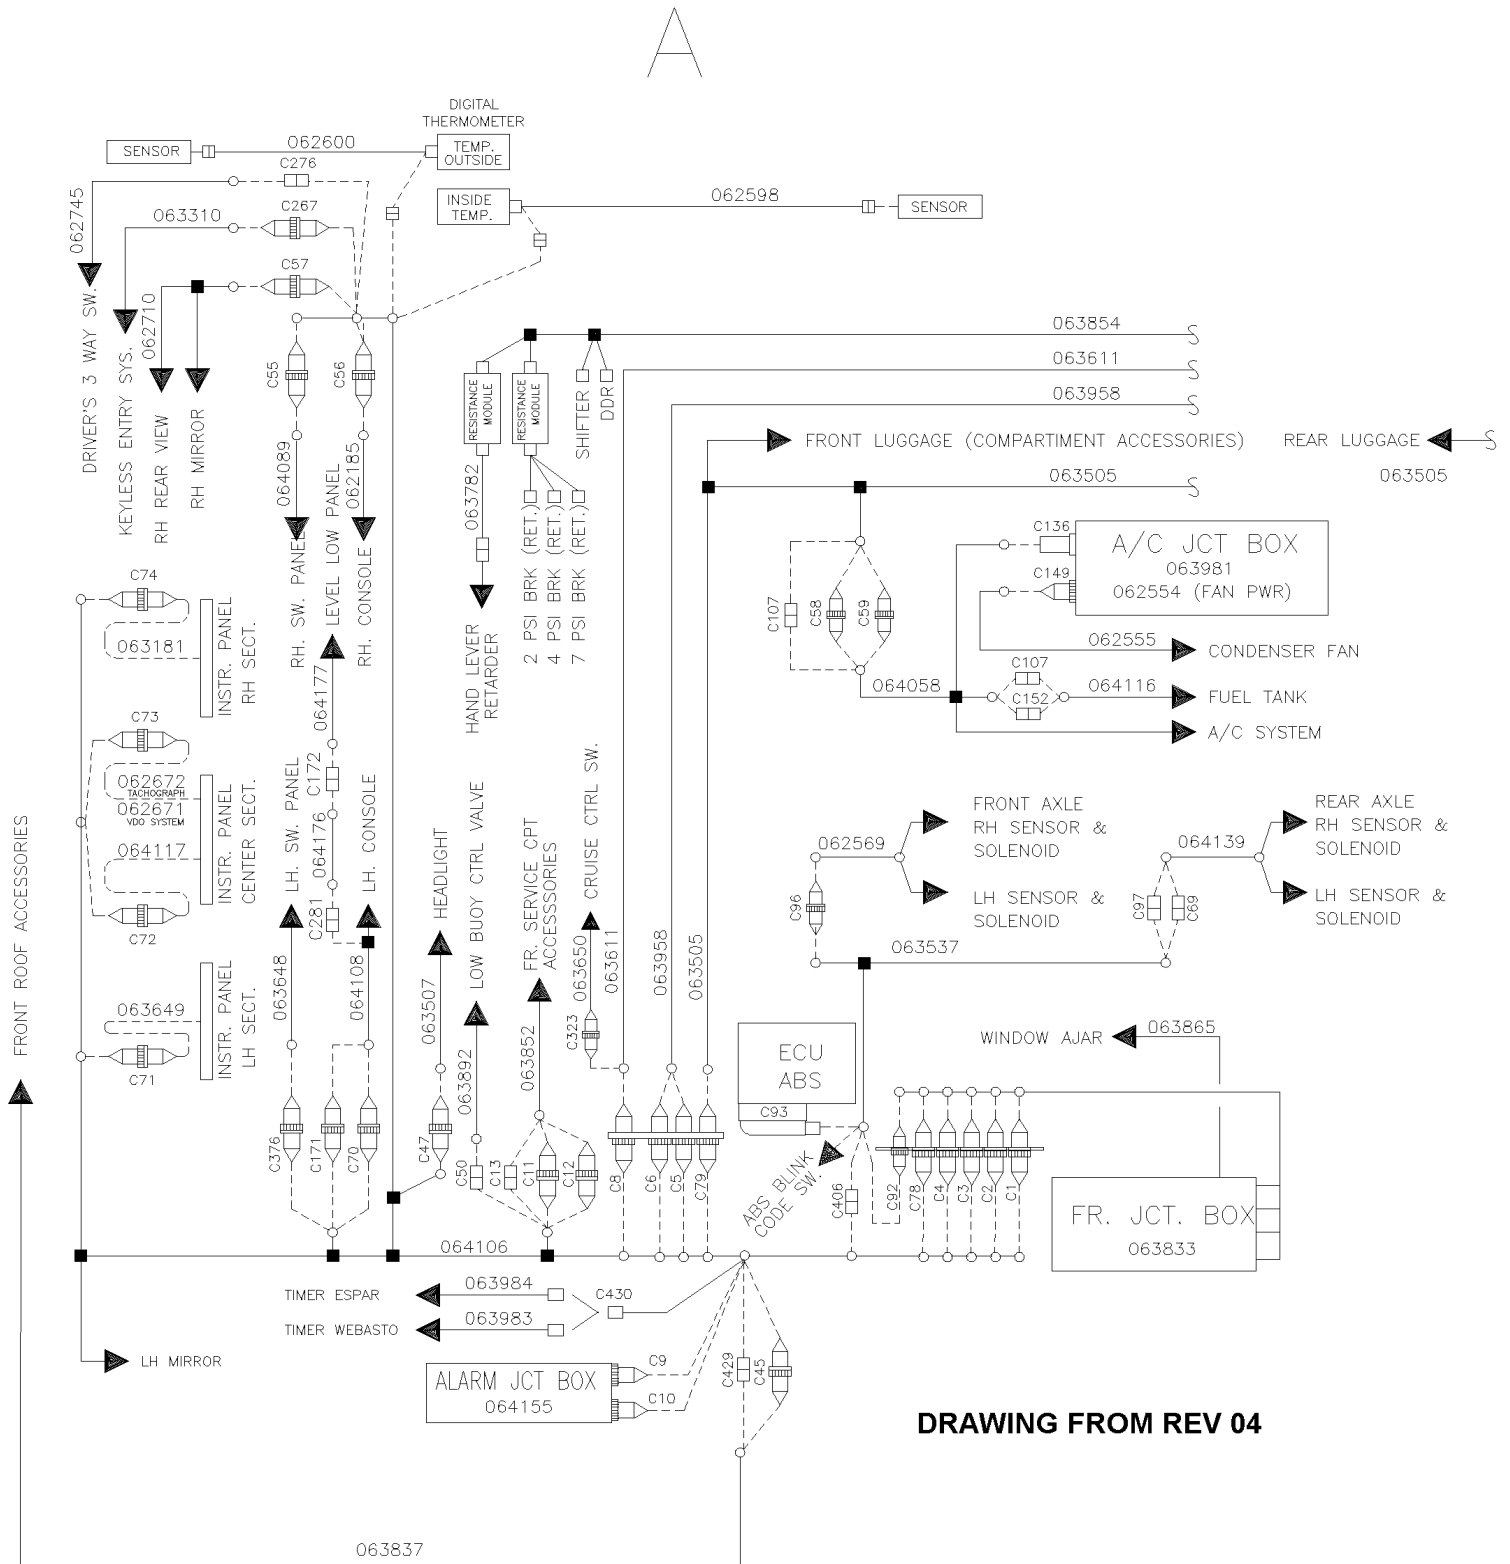 A
DIGITAL
THERMOMETER
SENSOR
062600
TEMP.
OUTSIDE
C276
062745
063310
C267
INSIDE
TEMP.
062598
SENSOR
C57
DRIVER'S 3 WAY SW.
KEYLESS ENTRY SYS.
062710
RH REAR VIEW
RH MIRROR
C55
C56
064089
062185
RH. SW. PANEL
LEVEL LOW PANEL
RH. CONSOLE
RESISTANCE
MODULE
RESISTANCE
MODULE
SHIFTER
DDR
063854
063611
063958
FRONT LUGGAGE (COMPARTIMENT ACCESSORIES)
REAR LUGGAGE
063505
063505
063782
HAND LEVER
RETARDER
2 PSI BRK (RET.)
4 PSI BRK (RET.)
7 PSI BRK (RET.)
C107
C58
C59
C136
A/C JCT BOX
063981
C149
062554 (FAN PWR)
062555
CONDENSER FAN
C107
064058
C152
064116
FUEL TANK
A/C SYSTEM
C74
063181
INSTR. PANEL
RH SECT.
C73
062672
TACHOGRAPH
062671
VDO SYSTEM
064117
INSTR. PANEL
CENTER SECT.
C72
063649
INSTR. PANEL
LH SECT.
C71
FRONT ROOF ACCESSORIES
064177
C172
064176
C281
LH. SW. PANEL
LH. CONSOLE
063648
064108
HEADLIGHT
063507
LOW BUOY CTRL VALVE
063892
FR. SERVICE CPT
ACCESSSORIES
063852
CRUISE CTRL SW.
063650
063611
C323
063958
063505
FRONT AXLE
RH SENSOR &
SOLENOID
062569
LH SENSOR &
SOLENOID
C96
REAR AXLE
RH SENSOR &
SOLENOID
064139
LH SENSOR &
SOLENOID
C97
C69
063537
ECU
ABS
C93
WINDOW AJAR
063865
C376
C171
C70
C47
C50
C13
C11
C12
C8
C6
C5
C79
ABS BLINK
CODE SW.
C406
C92
C78
C4
C3
C2
C1
FR. JCT. BOX
063833
064106
TIMER ESPAR
063984
C430
TIMER WEBASTO
063983
LH MIRROR
ALARM JCT BOX
064155
C9
C10
C429
C45
DRAWING FROM REV 04
063837